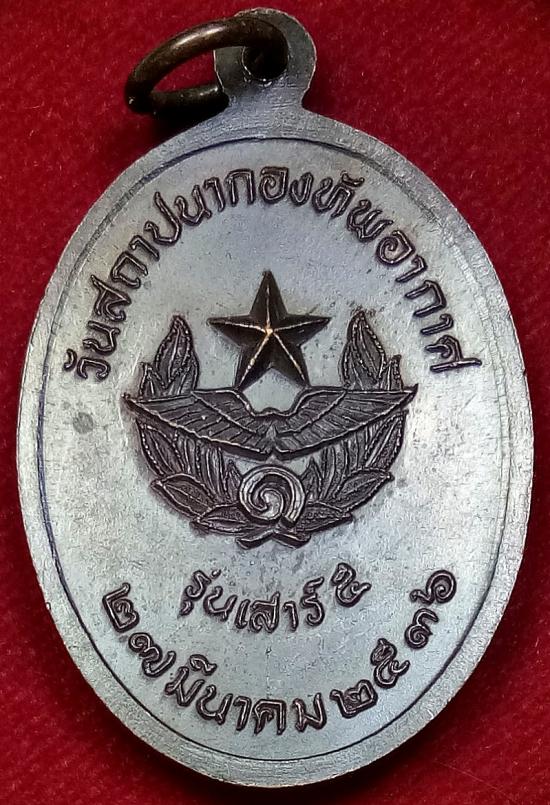 วันสถาปนากองทัพอากาศ
รุ่นเสาร์ ๕
๒๗ มีนาคม ๒๕๓๖